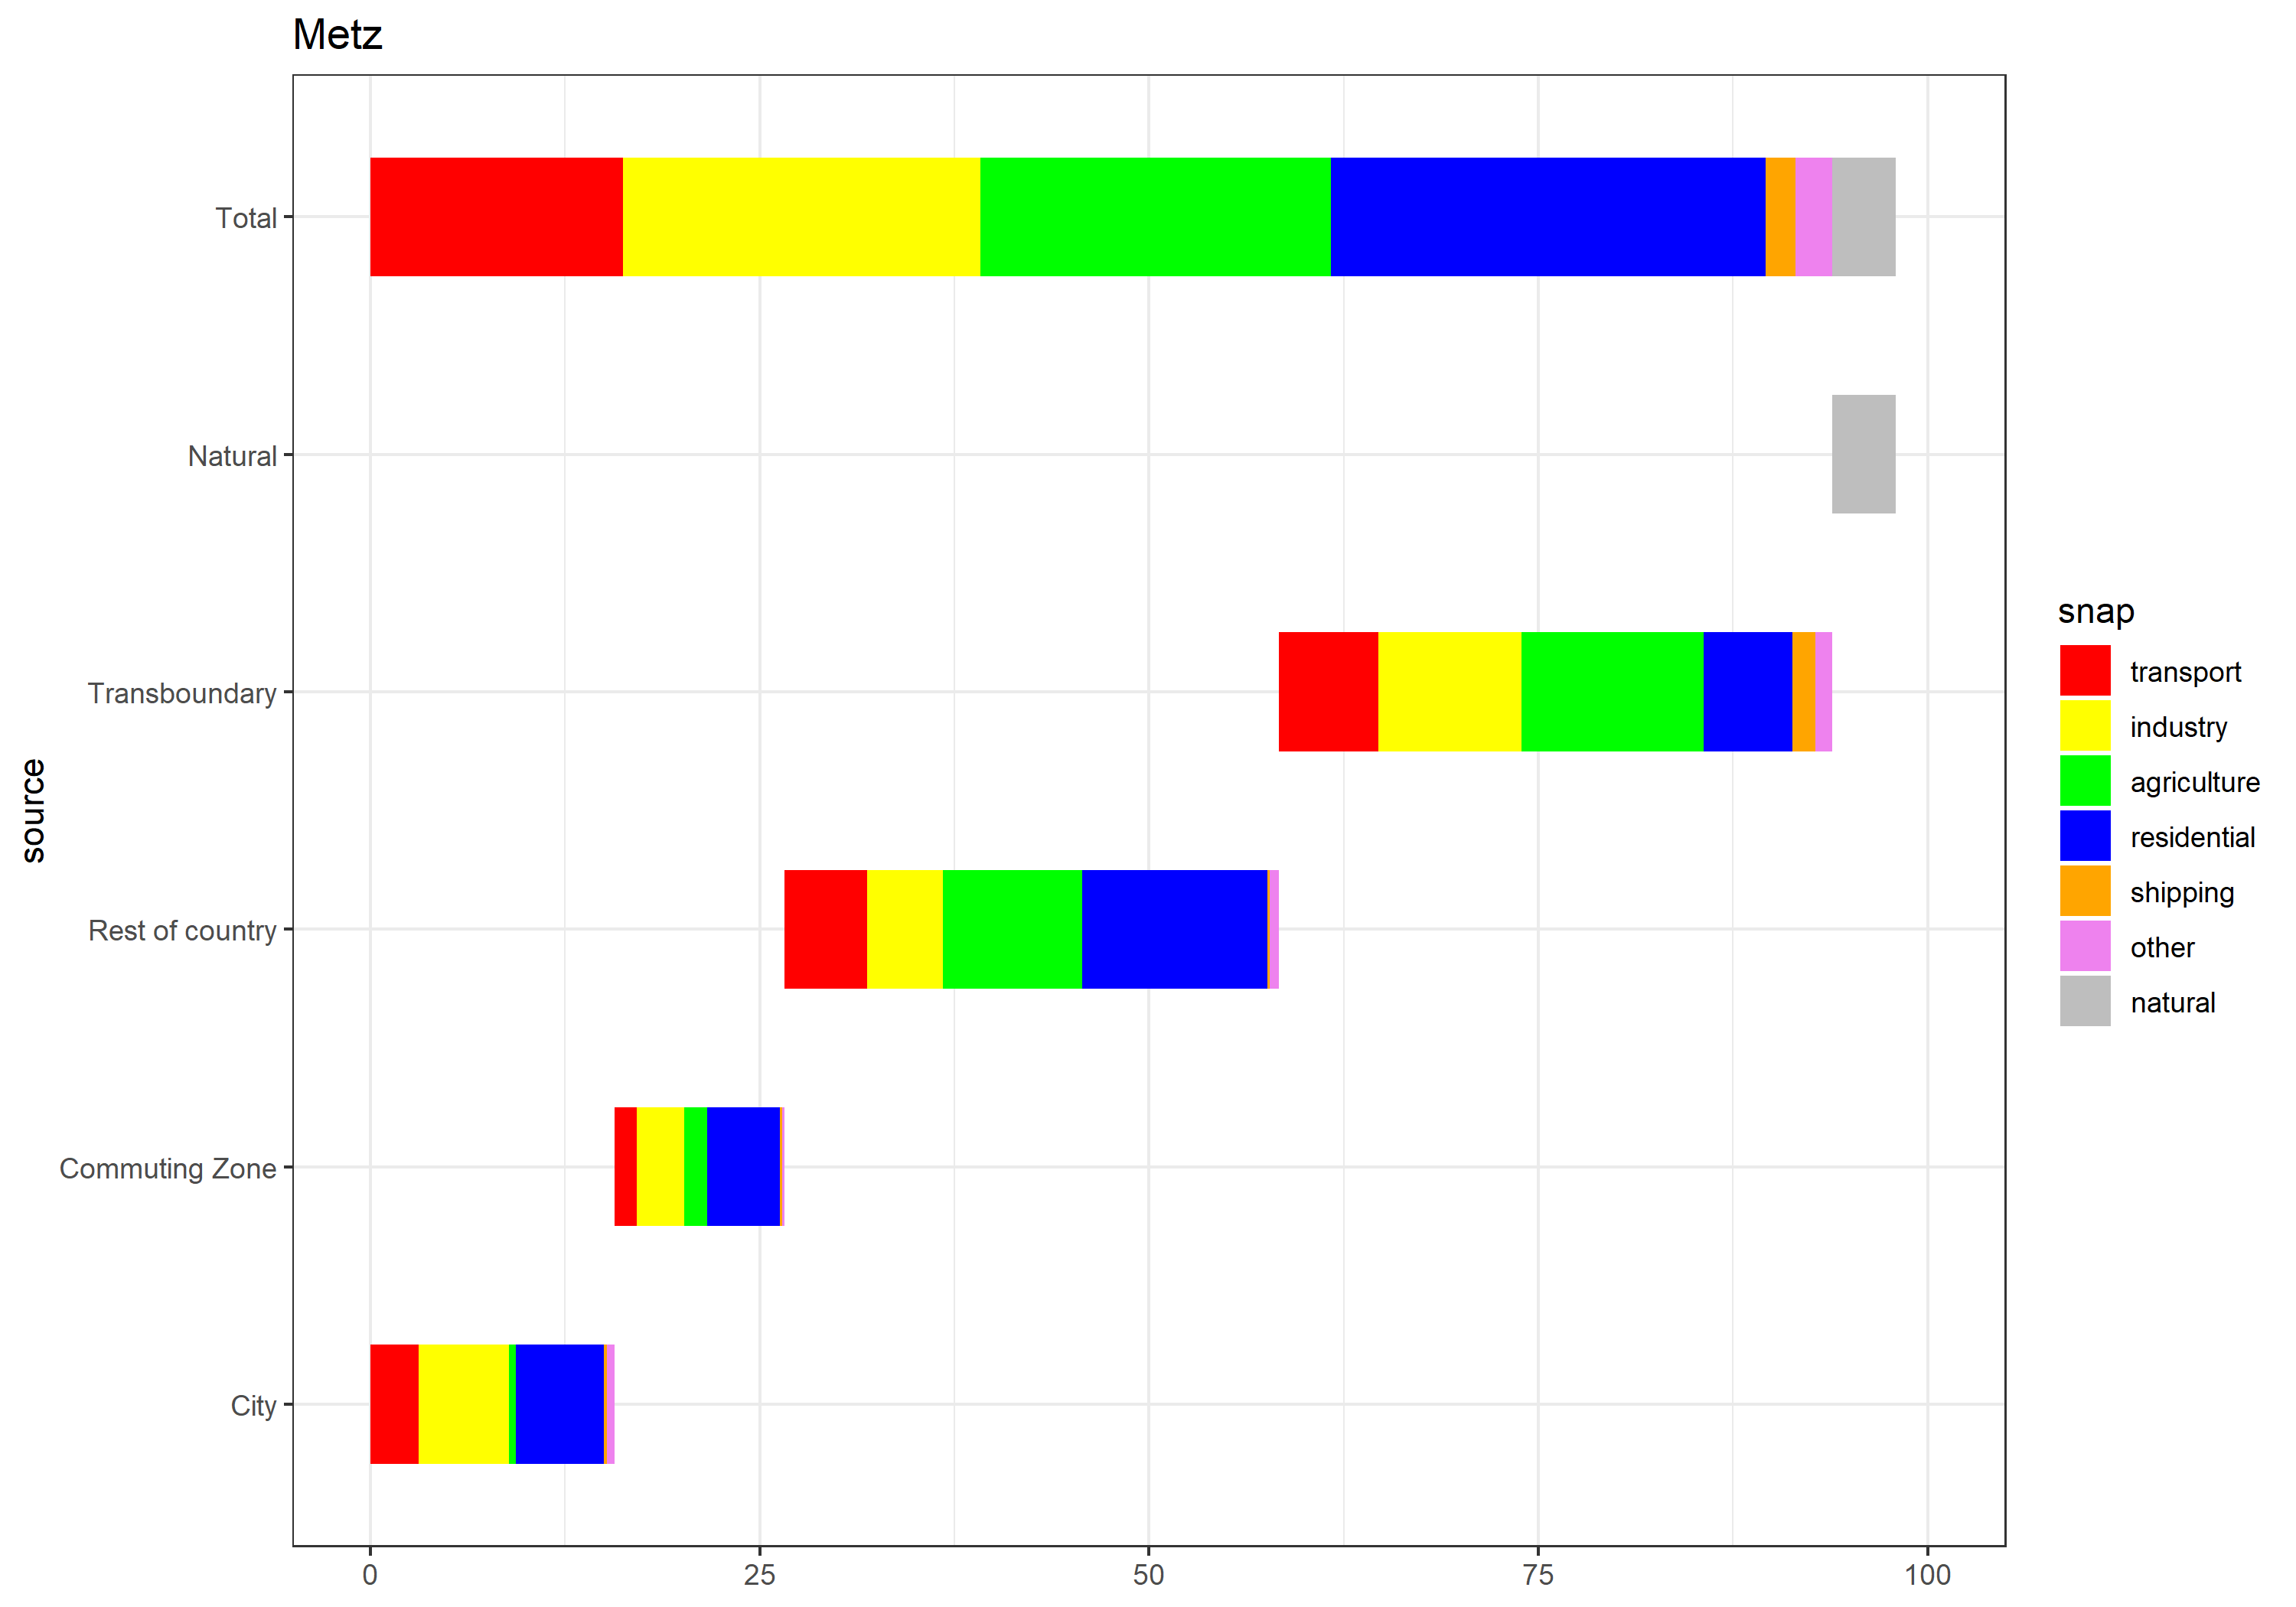 Metz
Total
Natural
Transboundary
Rest of country
Commuting Zone
City
source
0 25 50 75 100
snap
transport
industry
agriculture
residential
shipping
other
natural